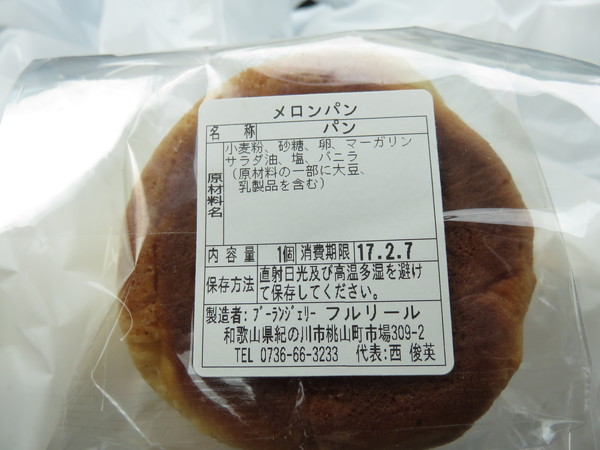 メロンパン
名 称 パン
原材料名 小麦粉、砂糖、卵、マーガリン
サラダ油、塩、バニラ
(原材料の一部に大豆、
乳製品を含む)
内 容 量 1個 消費期限 17.2.7
保存方法 直射日光及び高温多湿を避け
て保存してください。
製造者:ブーランジェリー フルリール
和歌山県紀の川市桃山町市場309-2
TEL 0736-66-3233 代表:西 俊英